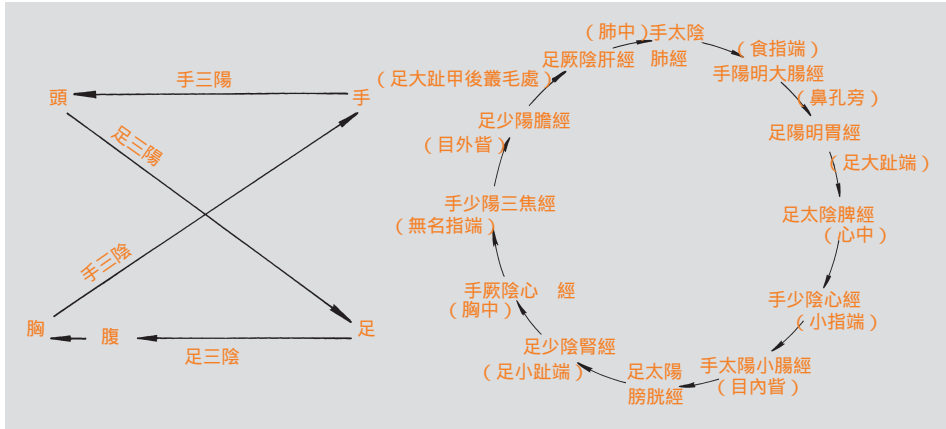 手三陽
頭
手
足三陽
手三陰
胸
腹
足
足三陰
(肺中)
手太陰
肺經
(食指端)
手陽明大腸經
(鼻孔旁)
足陽明胃經
(足大趾端)
足太陰脾經
(心中)
手少陰心經
(小指端)
手太陽小腸經
(目內眥)
足太陽
膀胱經
(足小趾端)
足少陰腎經
(胸中)
手厥陰心　經
(無名指端)
手少陽三焦經
(目外眥)
足少陽膽經
(足大趾甲後叢毛處)
足厥陰肝經